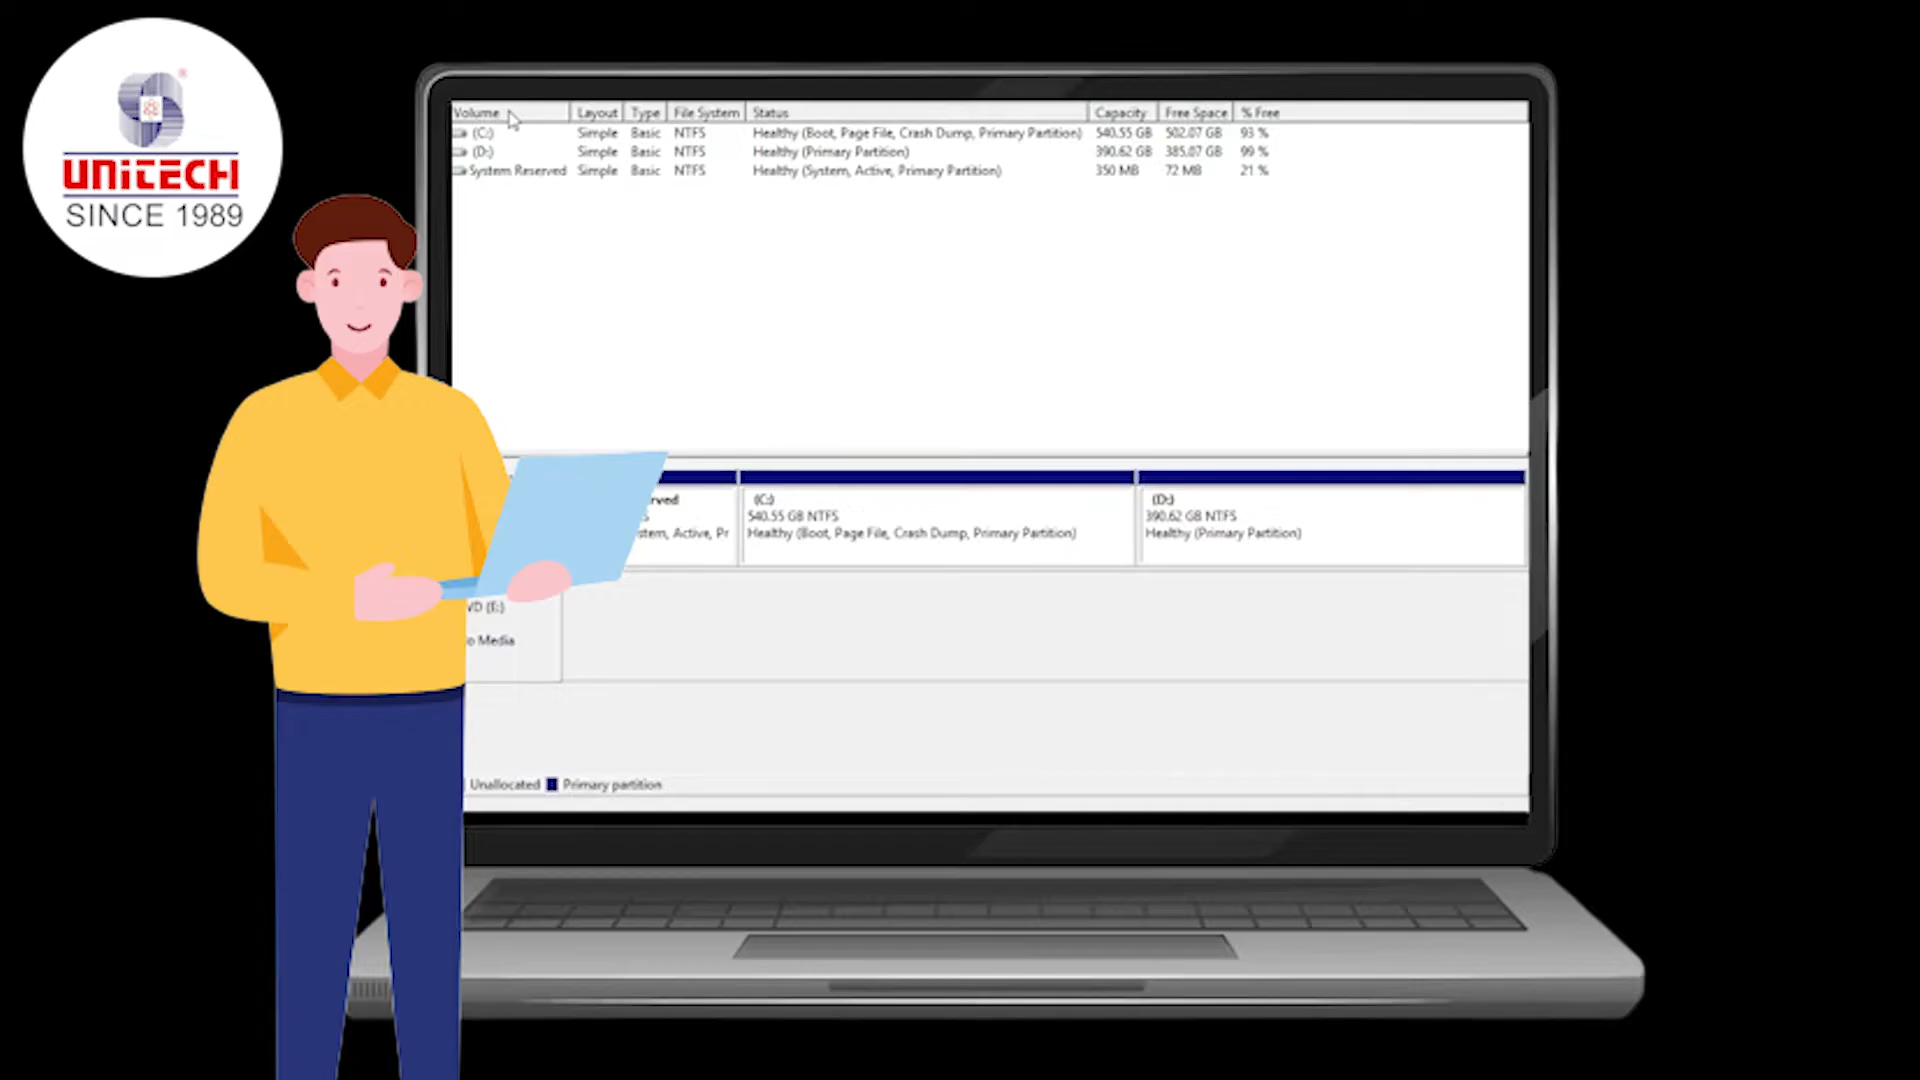 UNITECH
SINCE 1989
Volume Layout Type File System Status Capacity Free Space % Free
(C:) Simple Basic NTFS Healthy (Boot, Page File, Crash Dump, Primary Partition) 540.55 GB 502.07 GB 93 %
(D:) Simple Basic NTFS Healthy (Primary Partition) 390.62 GB 385.07 GB 99 %
System Reserved Simple Basic NTFS Healthy (System, Active, Primary Partition) 350 MB 72 MB 21 %
rved (C:) (D:)
S 540.55 GB NTFS 390.62 GB NTFS
stem, Active, Pr Healthy (Boot, Page File, Crash Dump, Primary Partition) Healthy (Primary Partition)
VD (E:)
o Media
Unallocated Primary partition